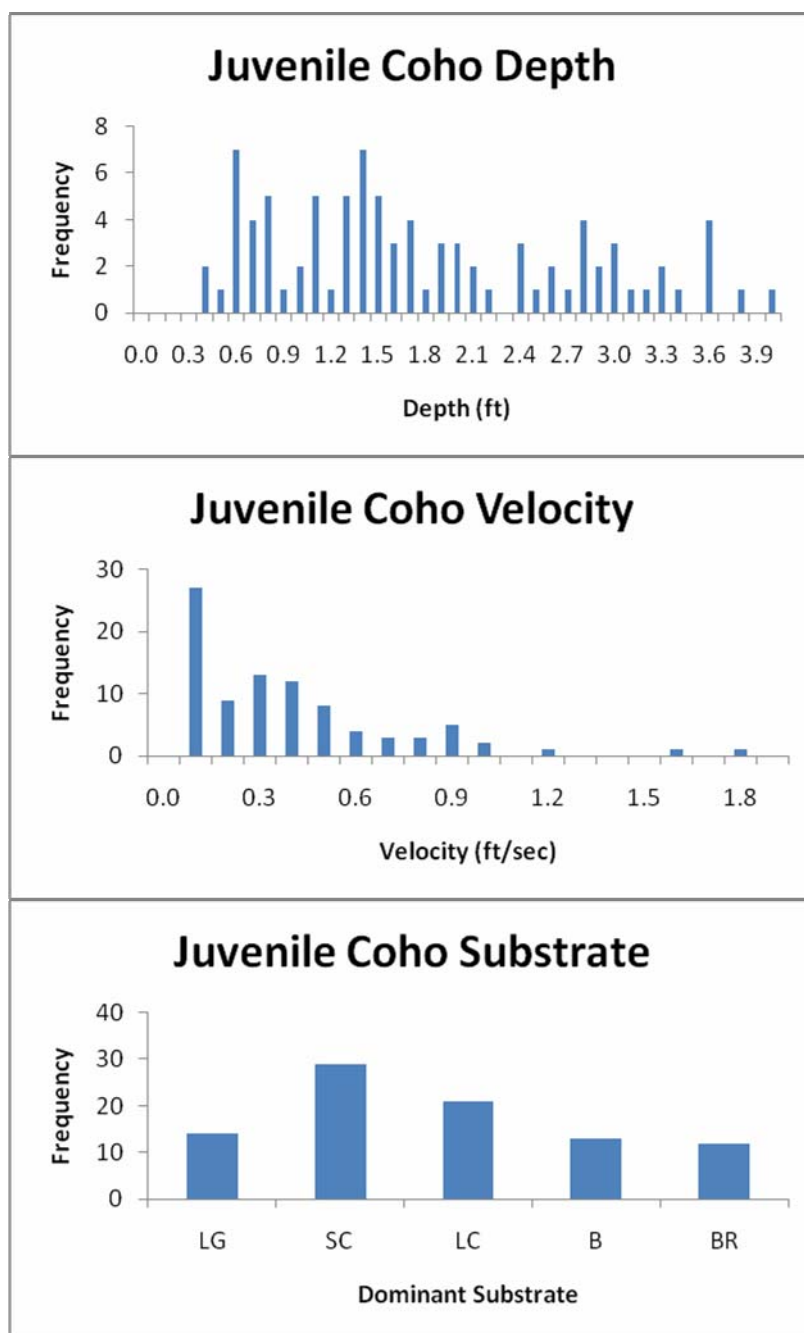 Juvenile Coho Depth
8
6
4
2
0
Frequency
0.0 0.3 0.6 0.9 1.2 1.5 1.8 2.1 2.4 2.7 3.0 3.3 3.6 3.9
Depth (ft)
Juvenile Coho Velocity
30
20
10
0
Frequency
0.0 0.3 0.6 0.9 1.2 1.5 1.8
Velocity (ft/sec)
Juvenile Coho Substrate
40
30
20
10
0
Frequency
LG SC LC B BR
Dominant Substrate